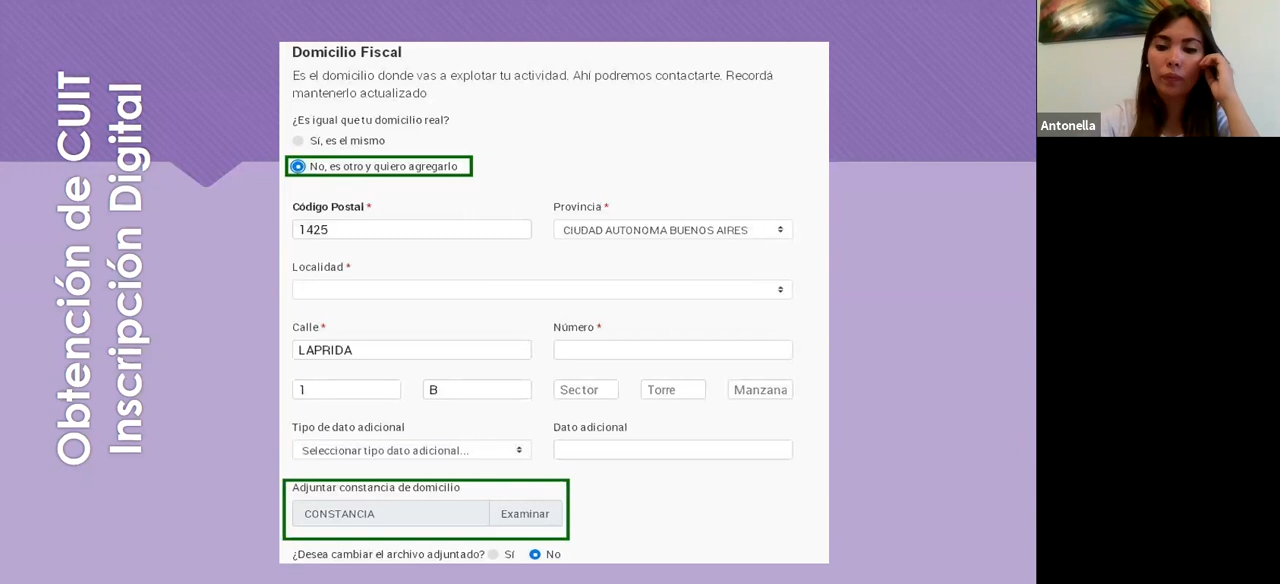 Obtención de CUIT
Inscripción Digital
Domicilio Fiscal
Es el domicilio donde vas a explotar tu actividad. Ahí podremos contactarte. Recordá
mantenerlo actualizado
¿Es igual que tu domicilio real?
Sí, es el mismo
No, es otro y quiero agregarlo
Código Postal * Provincia *
1425 CIUDAD AUTONOMA BUENOS AIRES
Localidad *
Calle * Número *
LAPRIDA
1 B Sector Torre Manzana
Tipo de dato adicional Dato adicional
Seleccionar tipo dato adicional...
Adjuntar constancia de domicilio
CONSTANCIA Examinar
¿Desea cambiar el archivo adjuntado? Sí No
Antonella